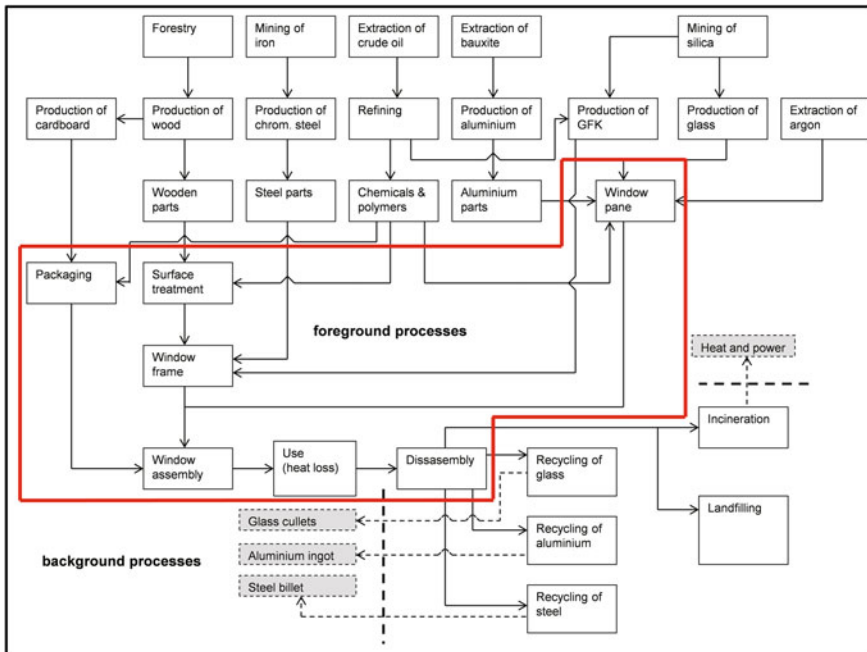 Forestry
Mining of
iron
Extraction of
crude oil
Extraction of
bauxite
Mining of
silica
Production of
cardboard
Production of
wood
Production of
chrom. steel
Refining
Production of
aluminium
Production of
GFK
Production of
glass
Extraction of
argon
Wooden
parts
Steel parts
Chemicals &
polymers
Aluminium
parts
Window
pane
Packaging
Surface
treatment
foreground processes
Window
frame
Heat and power
Incineration
Window
assembly
Use
(heat loss)
Dissasembly
Recycling of
glass
Landfilling
Glass cullets
Recycling of
aluminium
background processes
Aluminium ingot
Steel billet
Recycling of
steel